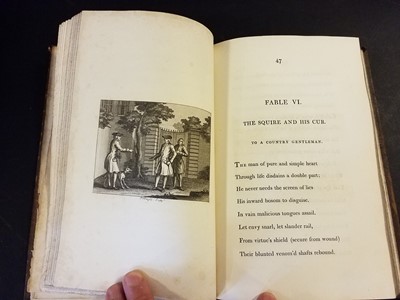 47
FABLE VI.
THE SQUIRE AND HIS CUR.
TO A COUNTRY GENTLEMAN.
The man of pure and simple heart
Through life disdains a double part;
He never needs the screen of lies
His inward bosom to disguise.
In vain malicious tongues assail.
Let envy snarl, let slander rail,
From virtue's shield (secure from wound)
Their blunted venom'd shafts rebound.